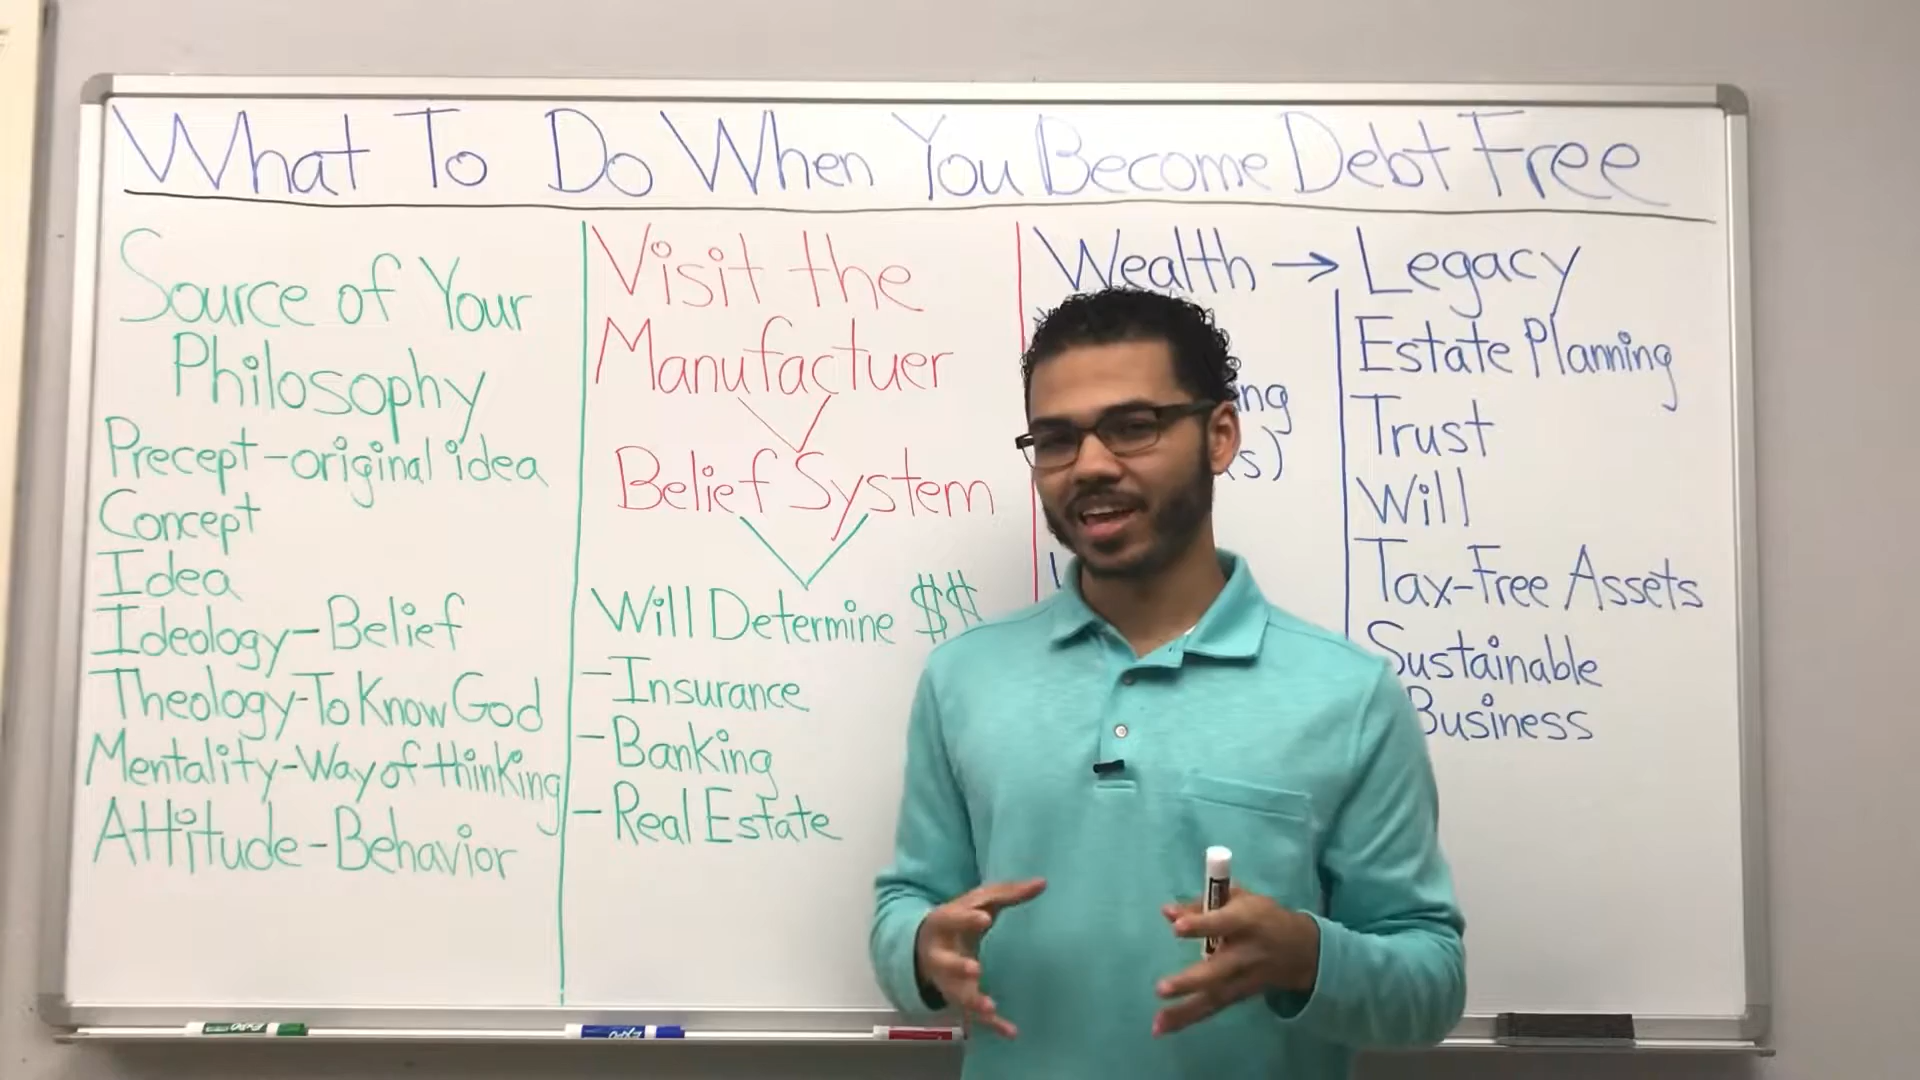 What To Do When You Become Debt Free
Source of Your
Philosophy
Precept-original idea
Concept
Idea
Ideology-Belief
Theology-To Know God
Mentality-Way of thinking
Attitude-Behavior
Visit the
Manufactuer
Belief System
Will Determine $$
-Insurance
-Banking
-Real Estate
Wealth → Legacy
Estate Planning
Trust
Will
Tax-Free Assets
Sustainable
Business
EXPO
EXPO